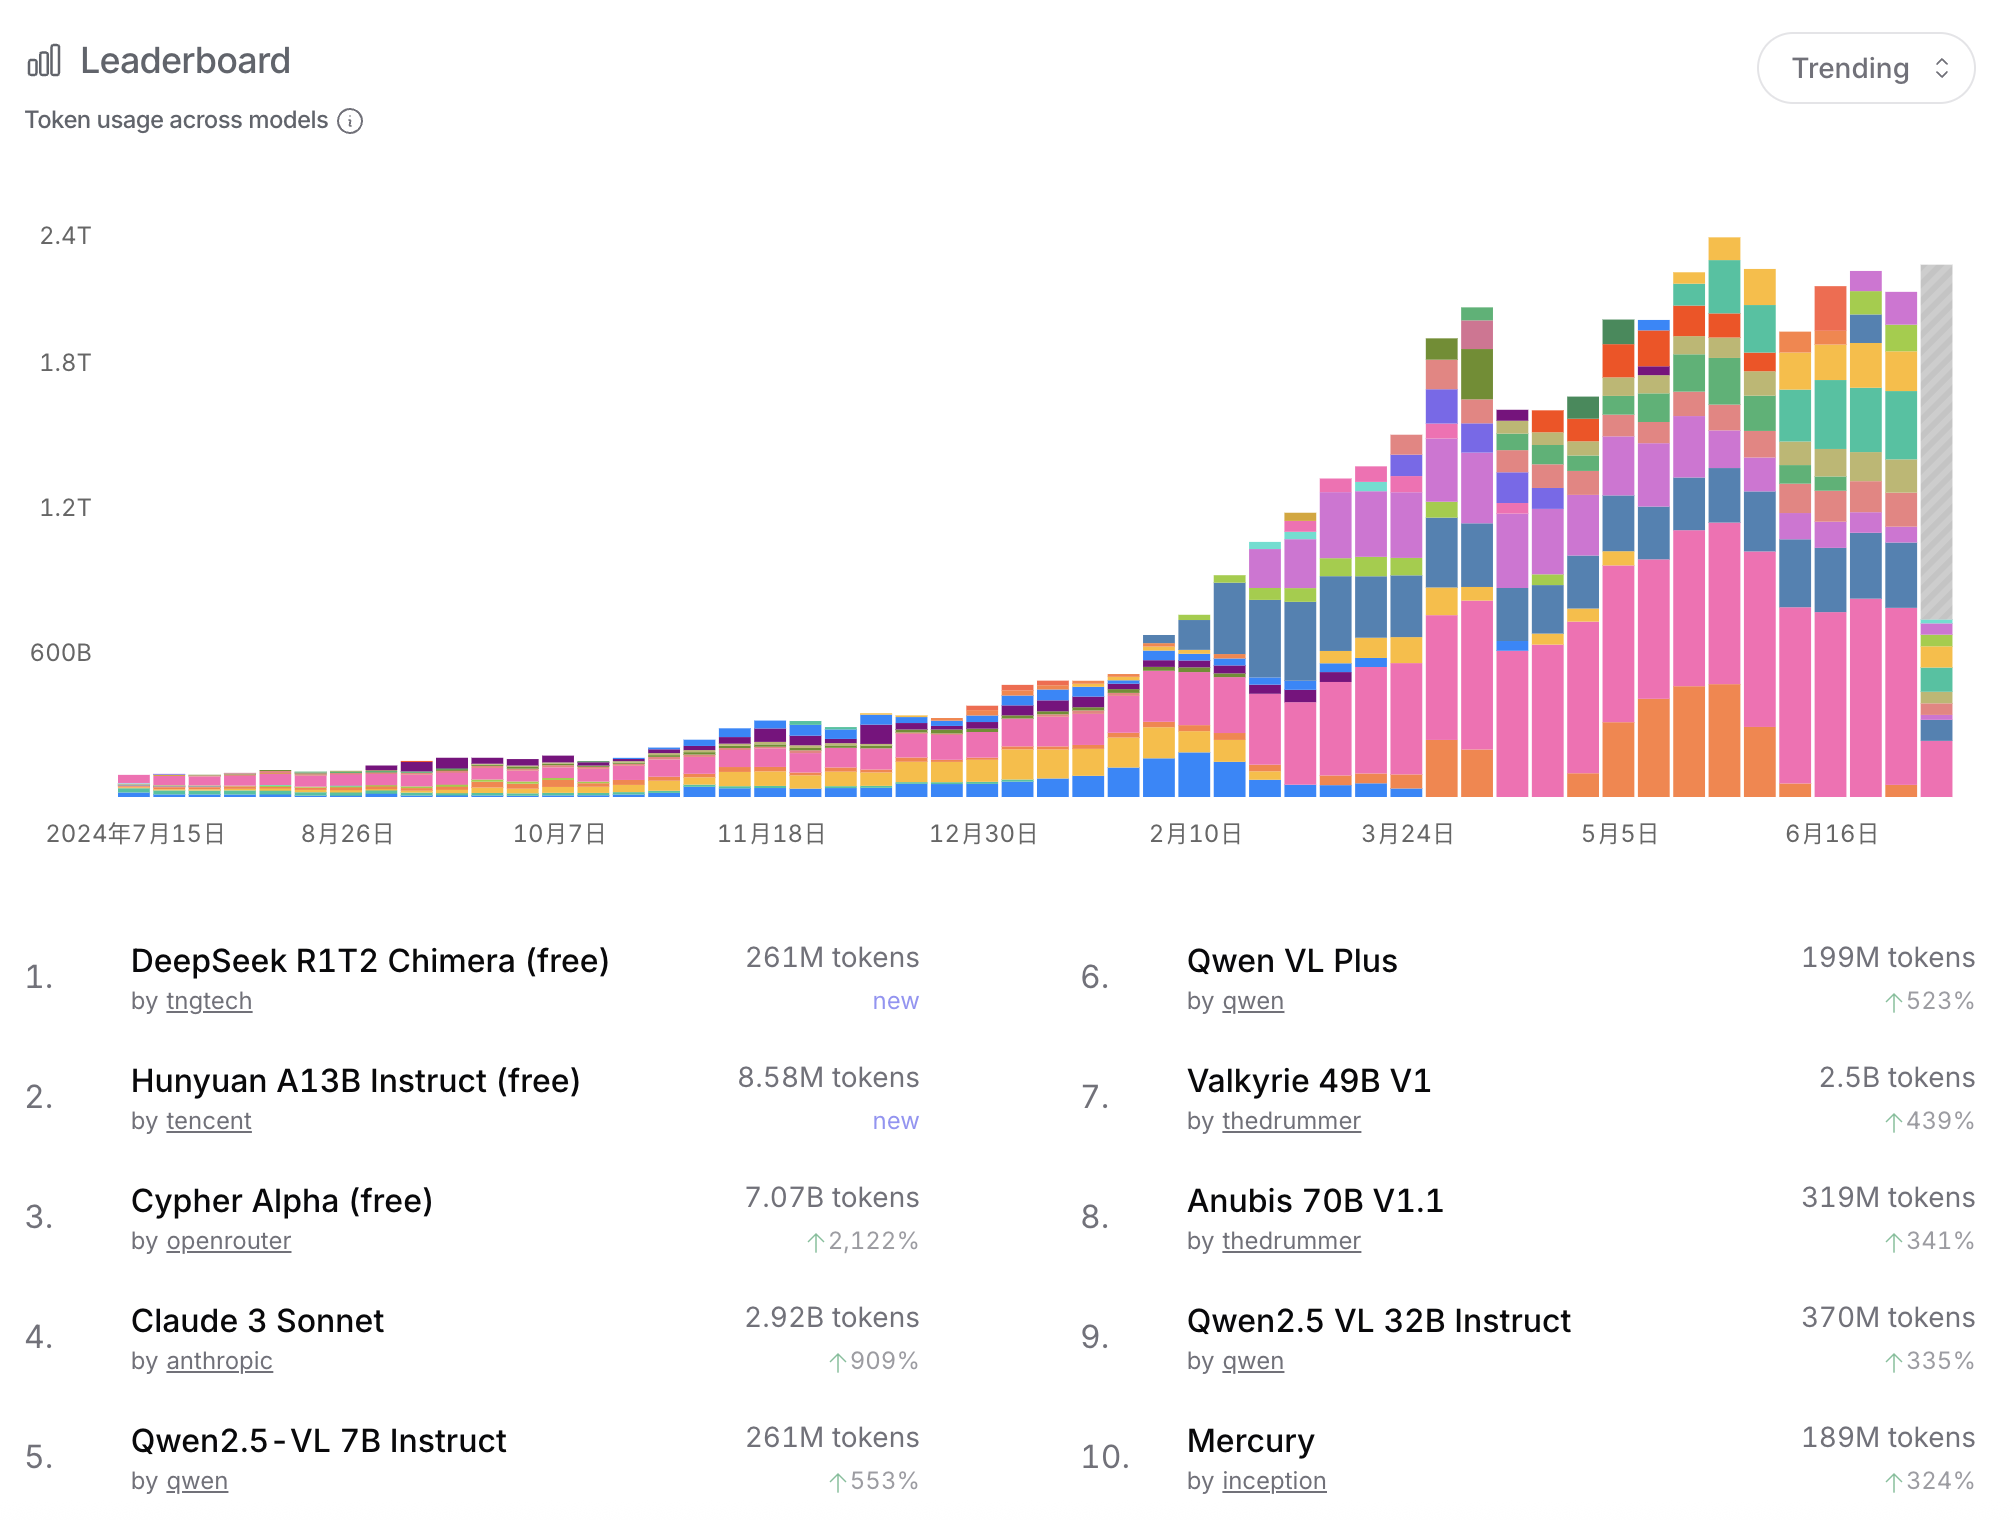 Leaderboard
Trending
Token usage across models
2.4T
1.8T
1.2T
600B
2024年7月15日 8月26日 10月7日 11月18日 12月30日 2月10日 3月24日 5月5日 6月16日
1.
DeepSeek R1T2 Chimera (free)
261M tokens
by tngtech
new
2.
Hunyuan A13B Instruct (free)
8.58M tokens
by tencent
new
3.
Cypher Alpha (free)
7.07B tokens
by openrouter
↑2,122%
4.
Claude 3 Sonnet
2.92B tokens
by anthropic
↑909%
5.
Qwen2.5-VL 7B Instruct
261M tokens
by qwen
↑553%
6.
Qwen VL Plus
199M tokens
by qwen
↑523%
7.
Valkyrie 49B V1
2.5B tokens
by thedrummer
↑439%
8.
Anubis 70B V1.1
319M tokens
by thedrummer
↑341%
9.
Qwen2.5 VL 32B Instruct
370M tokens
by qwen
↑335%
10.
Mercury
189M tokens
by inception
↑324%